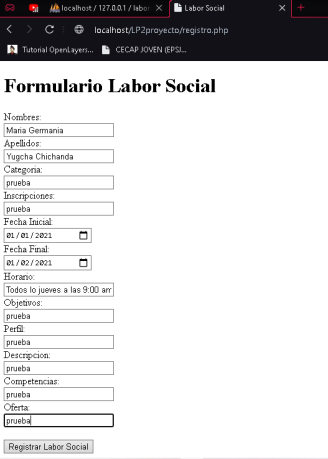 localhost / 127.0.0.1 / labor
Labor Social
localhost/LP2proyecto/registro.php
Tutorial OpenLayers...
CECAP JOVEN (EPSJ...
Formulario Labor Social
Nombres:
Maria Germania
Apellidos:
Yugcha Chichanda
Categoria:
prueba
Inscripciones:
prueba
Fecha Inicial:
01/01/2021
Fecha Final:
01/02/2021
Horario:
Todos lo jueves a las 9:00 am
Objetivos:
prueba
Perfil:
prueba
Descripcion:
prueba
Competencias:
prueba
Oferta:
prueba
Registrar Labor Social